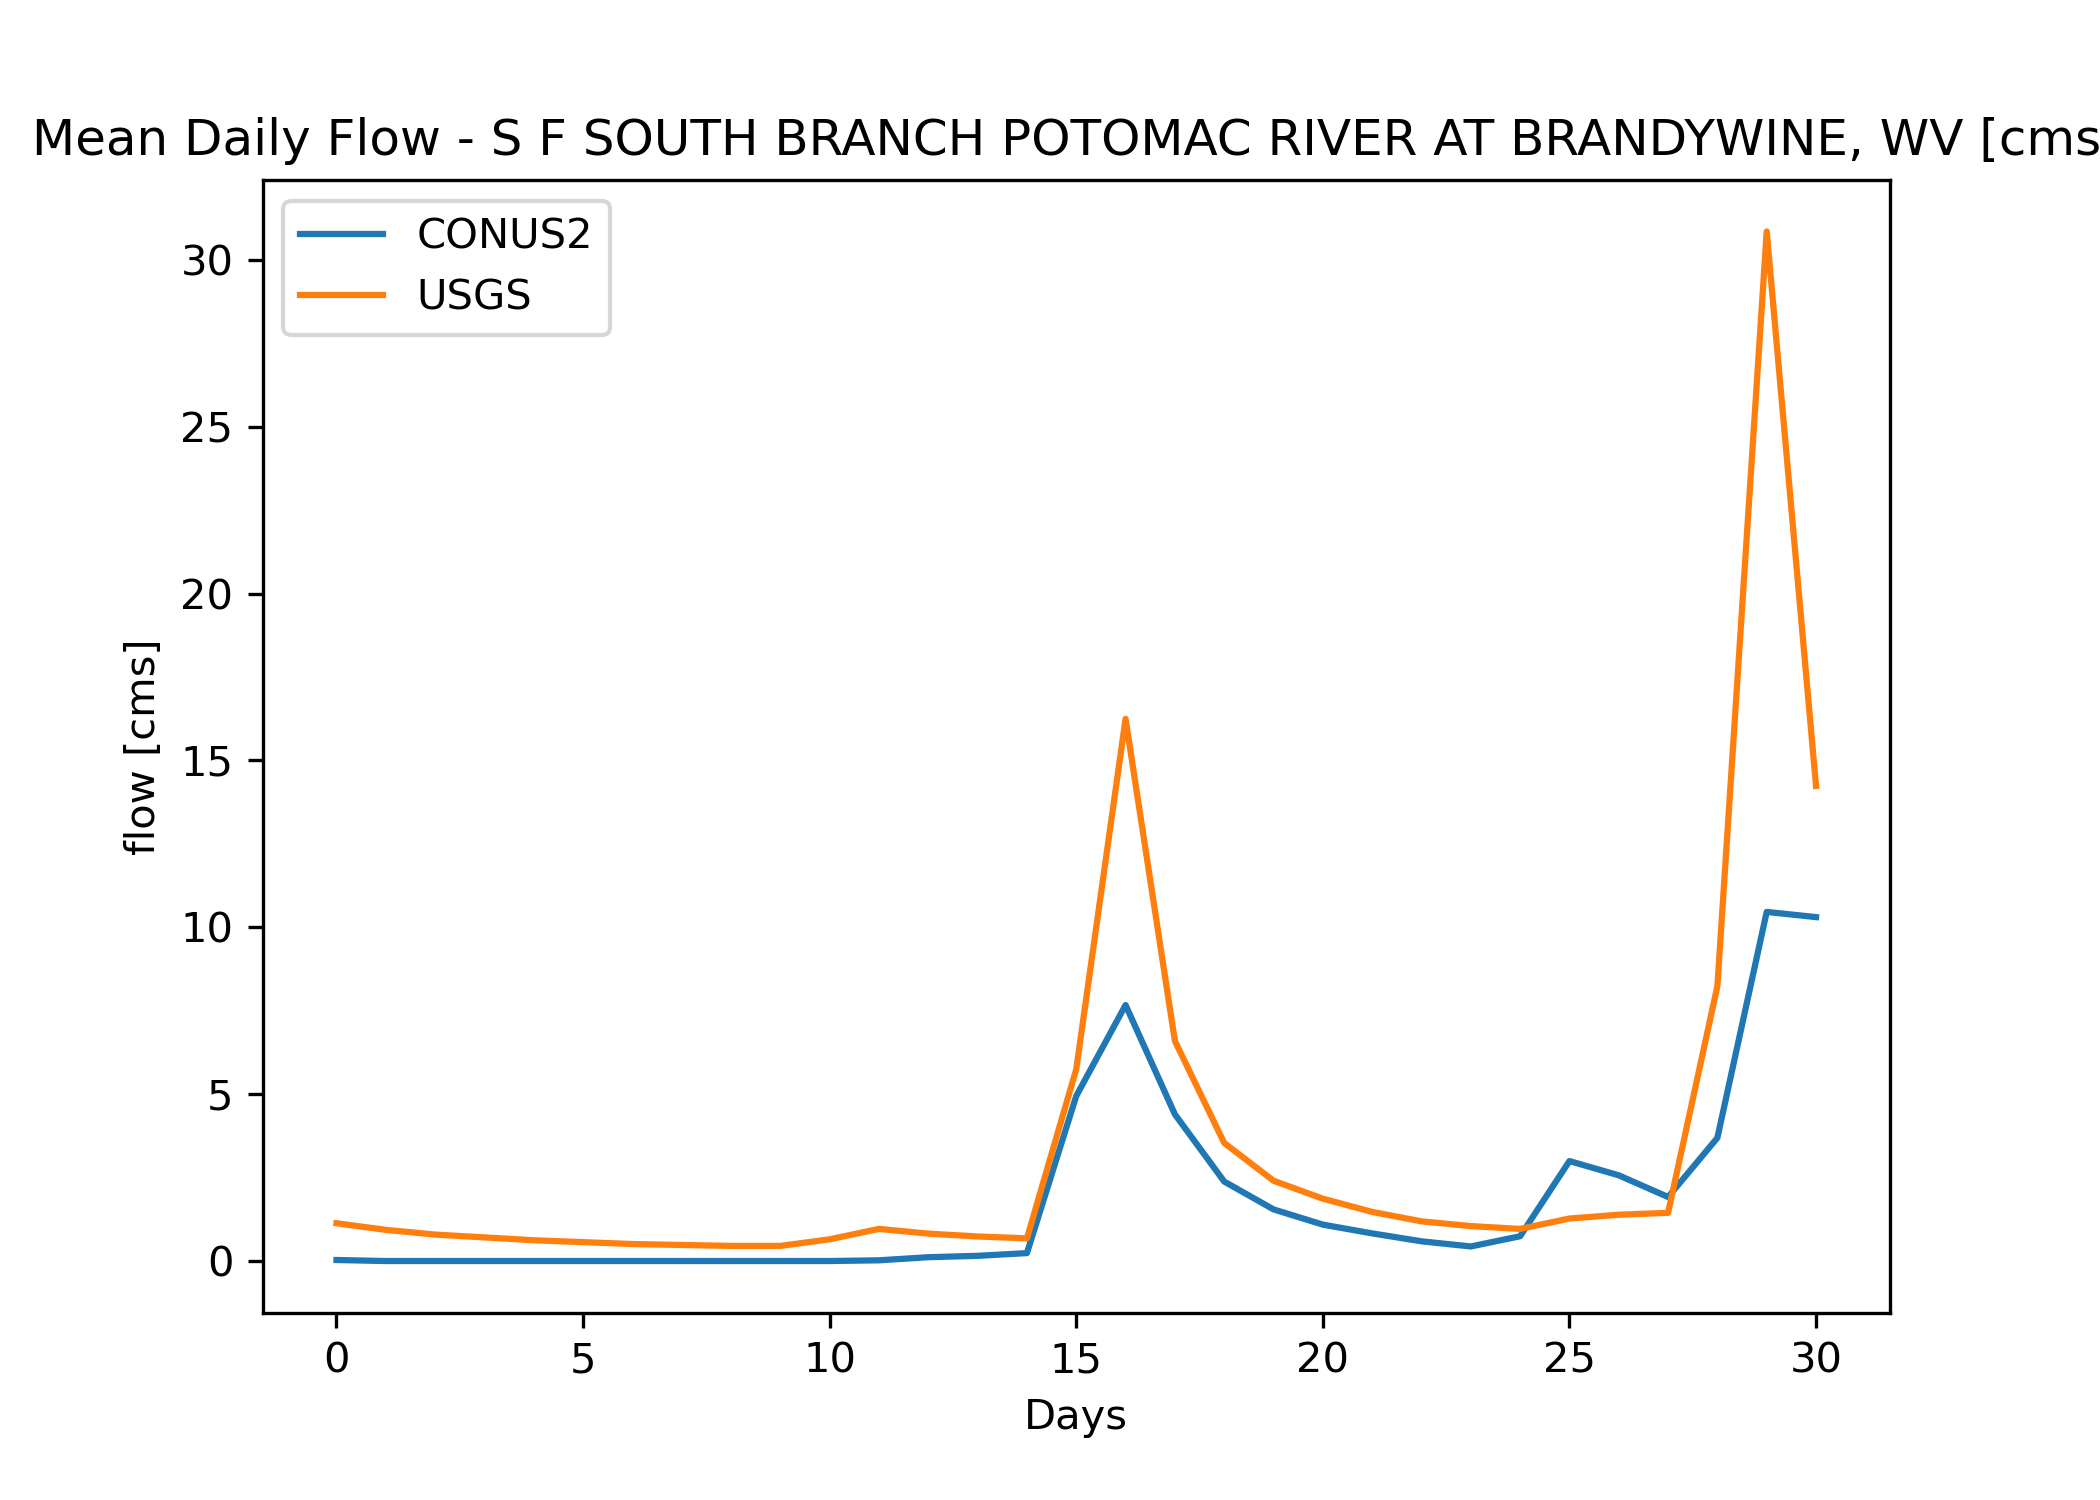 Mean Daily Flow - S F SOUTH BRANCH POTOMAC RIVER AT BRANDYWINE, WV [cms
CONUS2
USGS
30
25
20
15
10
5
0
flow [cms]
0 5 10 15 20 25 30
Days